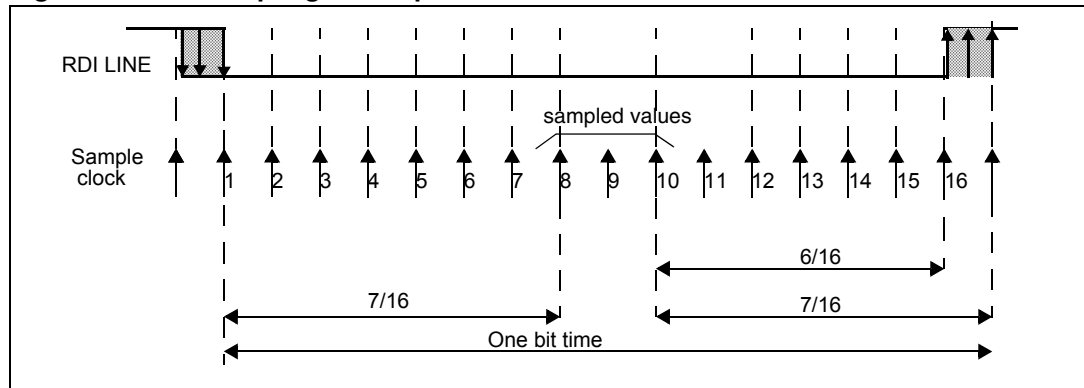 RDI LINE
sampled values
Sample
clock
1 2 3 4 5 6 7 8 9 10 11 12 13 14 15 16
6/16
7/16
7/16
One bit time